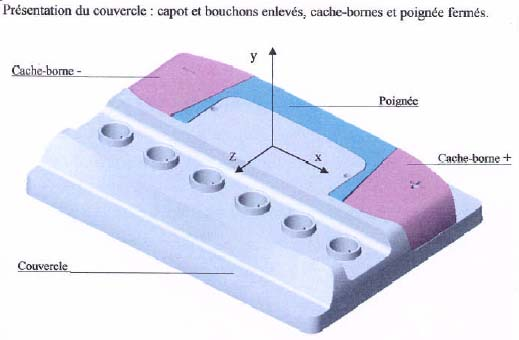 Présentation du couvercle : capot et bouchons enlevés, cache-bornes et poignée fermés.
y
Cache-borne -
Poignée
Cache-borne +
z
x
Couvercle